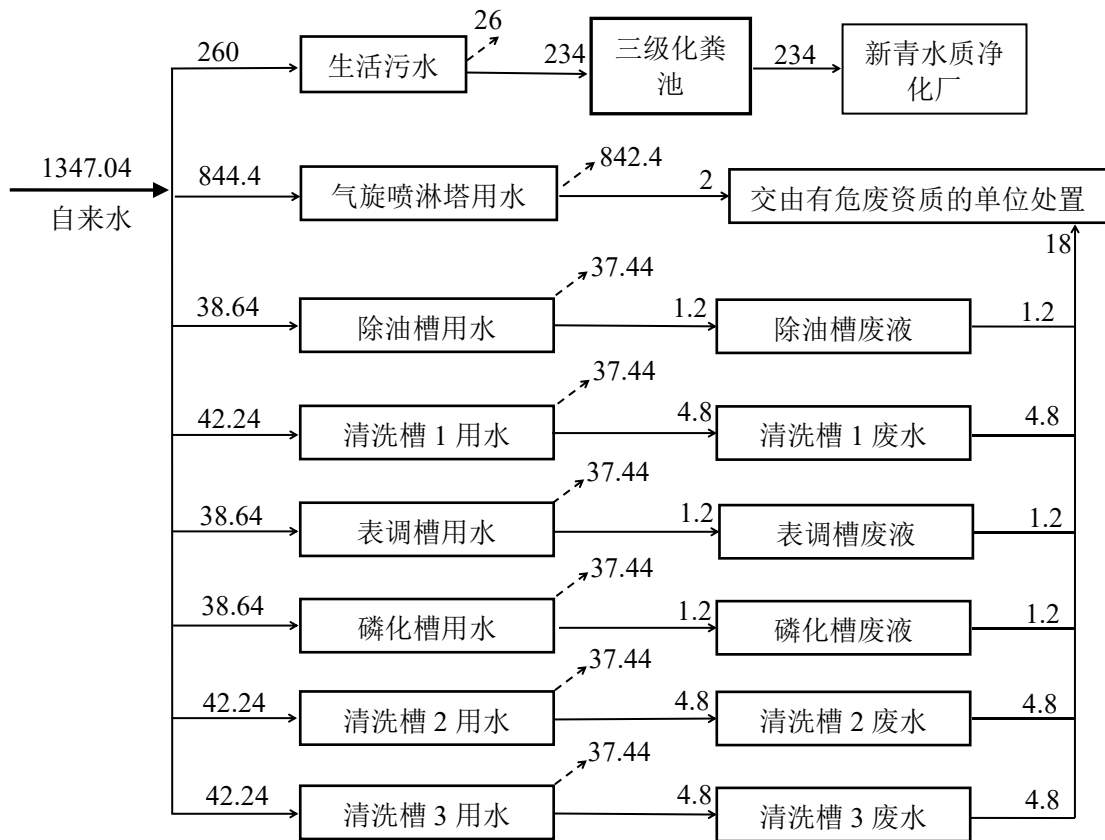 26
260
生活污水
234
三级化粪
池
234
新青水质净
化厂
1347.04
自来水
844.4
气旋喷淋塔用水
842.4
2
交由有危废资质的单位处置
18
38.64
除油槽用水
37.44
1.2
除油槽废液
1.2
42.24
清洗槽 1 用水
37.44
4.8
清洗槽 1 废水
4.8
38.64
表调槽用水
37.44
1.2
表调槽废液
1.2
38.64
磷化槽用水
37.44
1.2
磷化槽废液
1.2
42.24
清洗槽 2 用水
37.44
4.8
清洗槽 2 废水
4.8
42.24
清洗槽 3 用水
37.44
4.8
清洗槽 3 废水
4.8